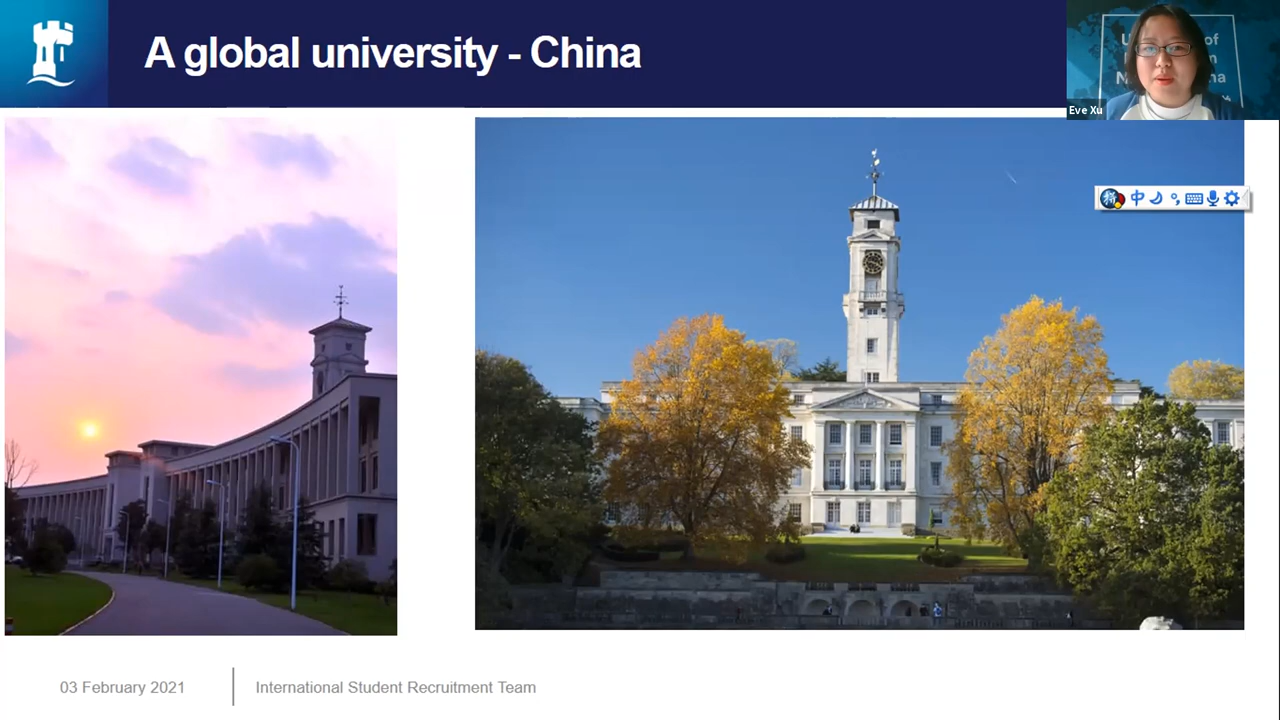 A global university - China
Eve Xu
中
03 February 2021
International Student Recruitment Team